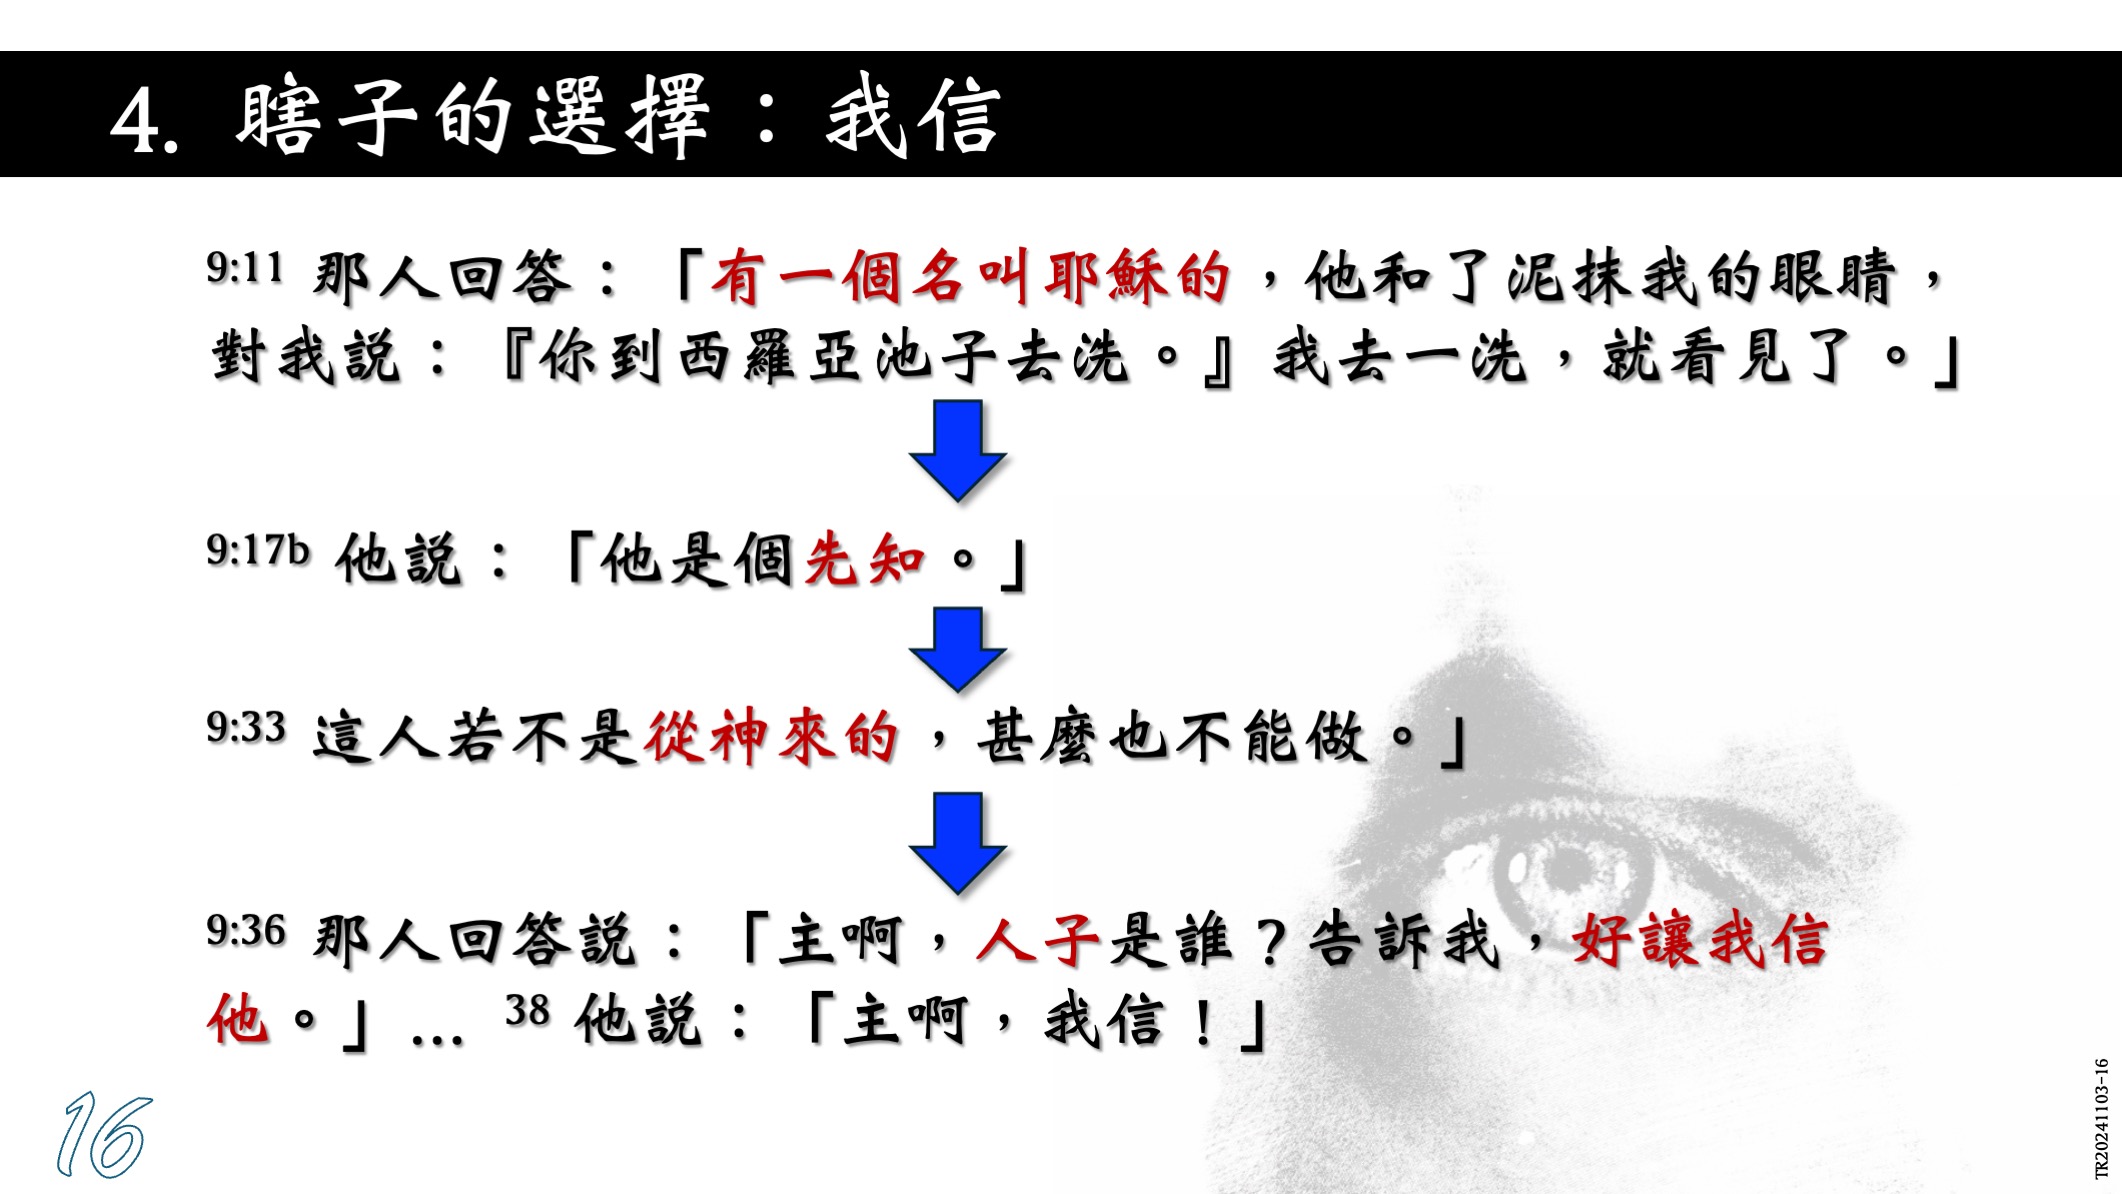 4. 瞎子的選擇：我信
9:11 那人回答：「有一個名叫耶穌的，他和了泥抹我的眼睛，
對我説：『你到西羅亞池子去洗。』我去一洗，就看見了。」
9:17b 他説：「他是個先知。」
9:33 這人若不是從神來的，甚麼也不能做。」
9:36 那人回答説：「主啊，人子是誰？告訴我，好讓我信
他。」… 38 他説：「主啊，我信！」
16
TR20241103-16